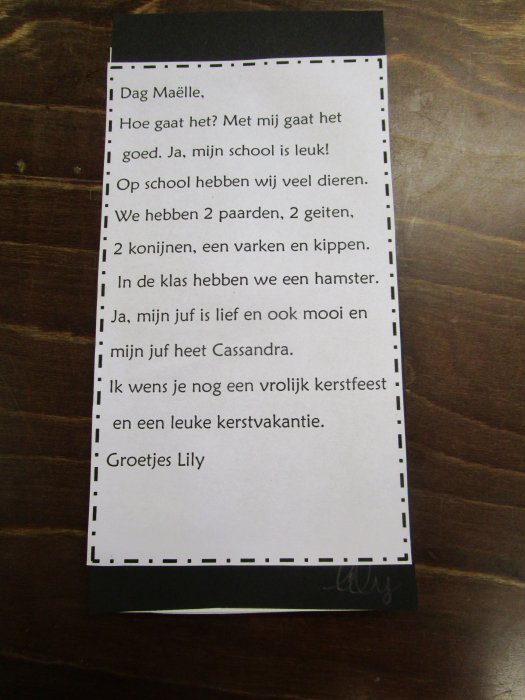 Dag Maëlle,
Hoe gaat het? Met mij gaat het
goed. Ja, mijn school is leuk!
Op school hebben wij veel dieren.
We hebben 2 paarden, 2 geiten,
2 konijnen, een varken en kippen.
In de klas hebben we een hamster.
Ja, mijn juf is lief en ook mooi en
mijn juf heet Cassandra.
Ik wens je nog een vrolijk kerstfeest
en een leuke kerstvakantie.
Groetjes Lily
lily